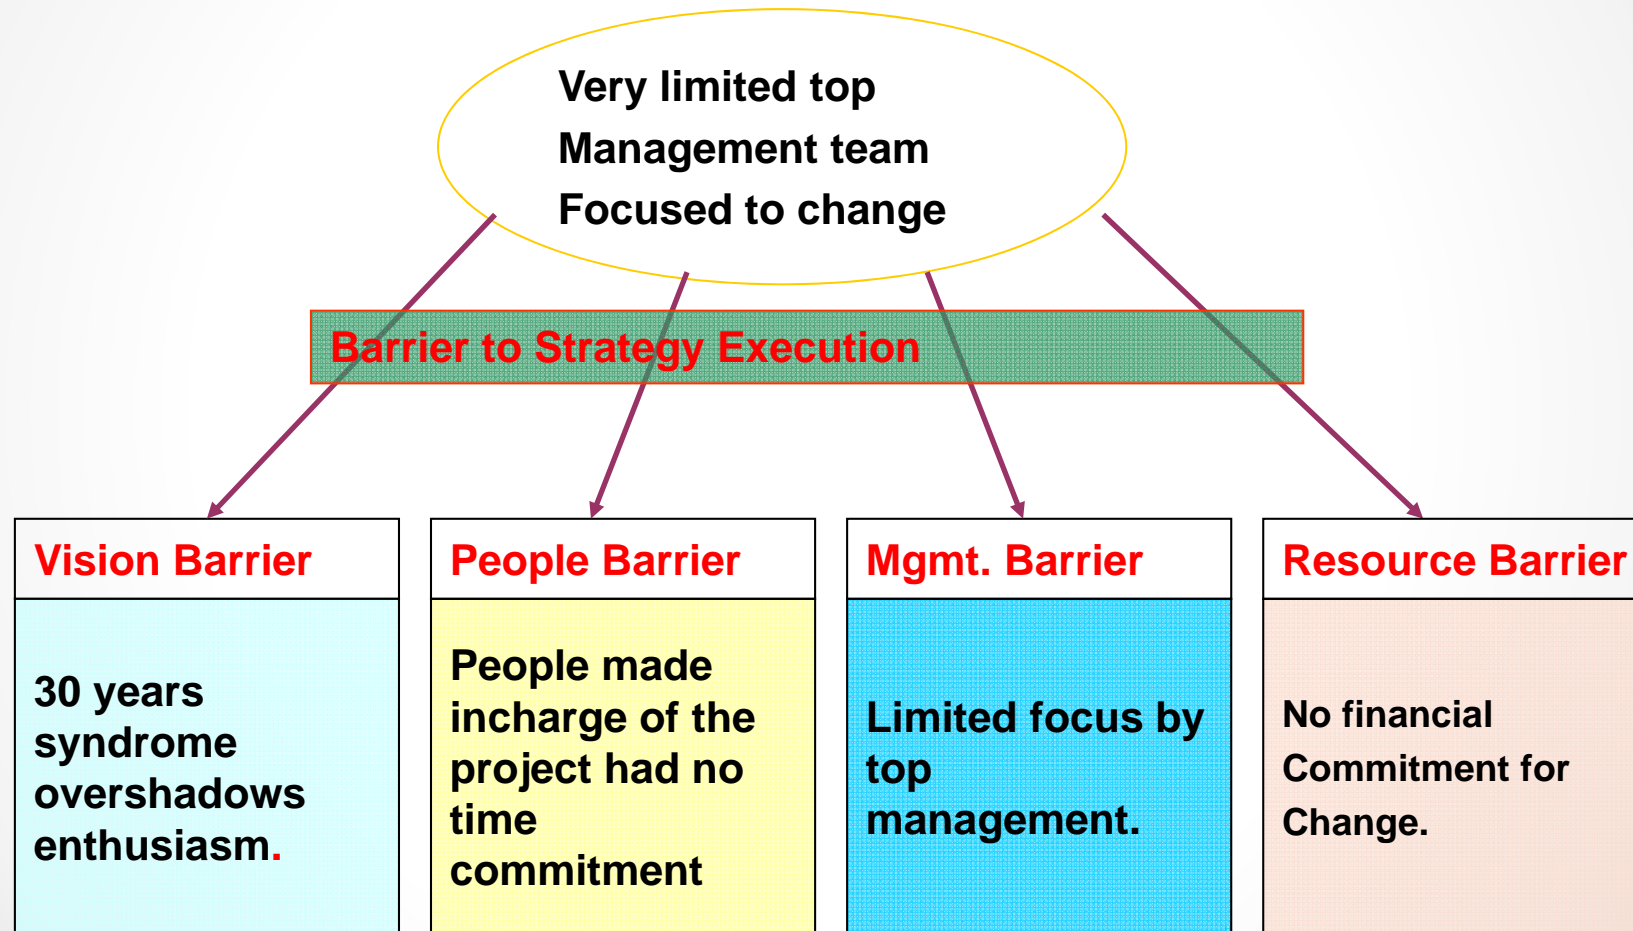 Very limited top
Management team
Focused to change
Barrier to Strategy Execution
Vision Barrier
30 years
syndrome
overshadows
enthusiasm.
People Barrier
People made
incharge of the
project had no
time
commitment
Mgmt. Barrier
Limited focus by
top
management.
Resource Barrier
No financial
Commitment for
Change.